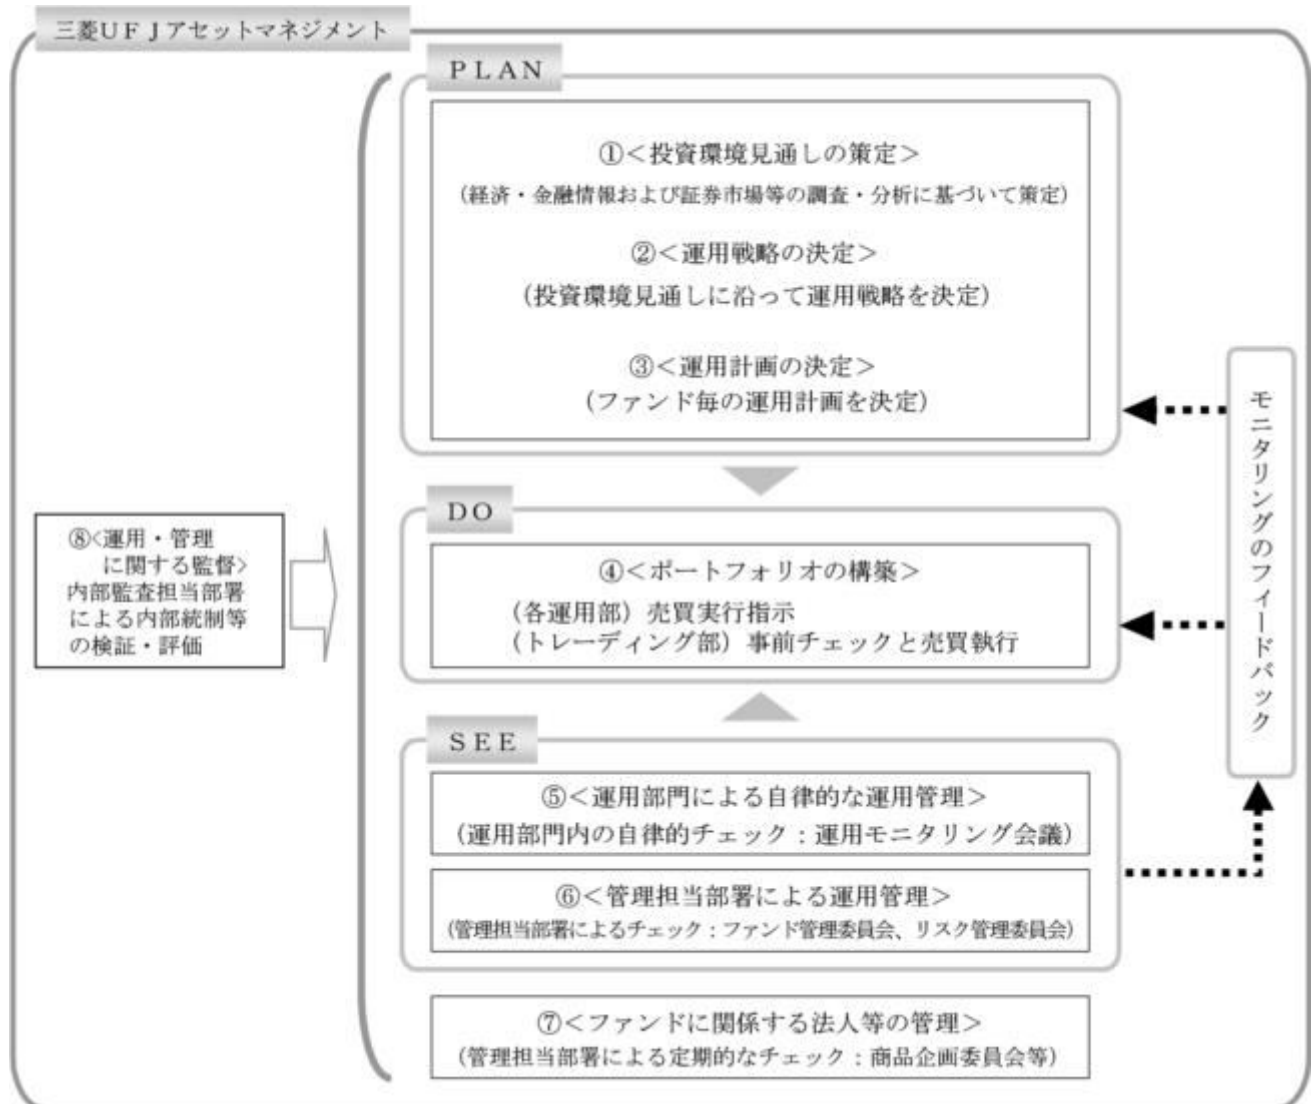 三菱UFJアセットマネジメント
PLAN
①<投資環境見通しの策定>
(経済・金融情報および証券市場等の調査・分析に基づいて策定)
②<運用戦略の決定>
(投資環境見通しに沿って運用戦略を決定)
③<運用計画の決定>
(ファンド毎の運用計画を決定)
DO
④<ポートフォリオの構築>
(各運用部)売買実行指示
(トレーディング部)事前チェックと売買執行
SEE
⑤<運用部門による自律的な運用管理>
(運用部門内の自律的チェック:運用モニタリング会議)
⑥<管理担当部署による運用管理>
(管理担当部署によるチェック:ファンド管理委員会、リスク管理委員会)
⑦<ファンドに関係する法人等の管理>
(管理担当部署による定期的なチェック:商品企画委員会等)
⑧<運用・管理
に関する監督>
内部監査担当部署
による内部統制等
の検証・評価
モニタリングのフィードバック